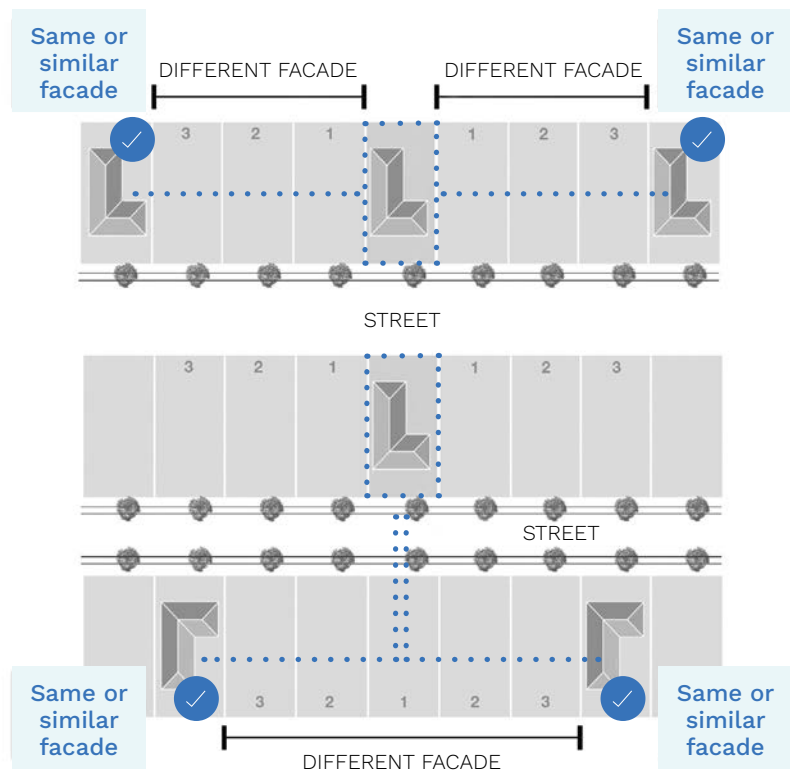 Same or
similar
facade
DIFFERENT FACADE
DIFFERENT FACADE
Same or
similar
facade
3 2 1 1 2 3
STREET
3 2 1 1 2 3
STREET
Same or
similar
facade
3 2 1 2 3
Same or
similar
facade
DIFFERENT FACADE